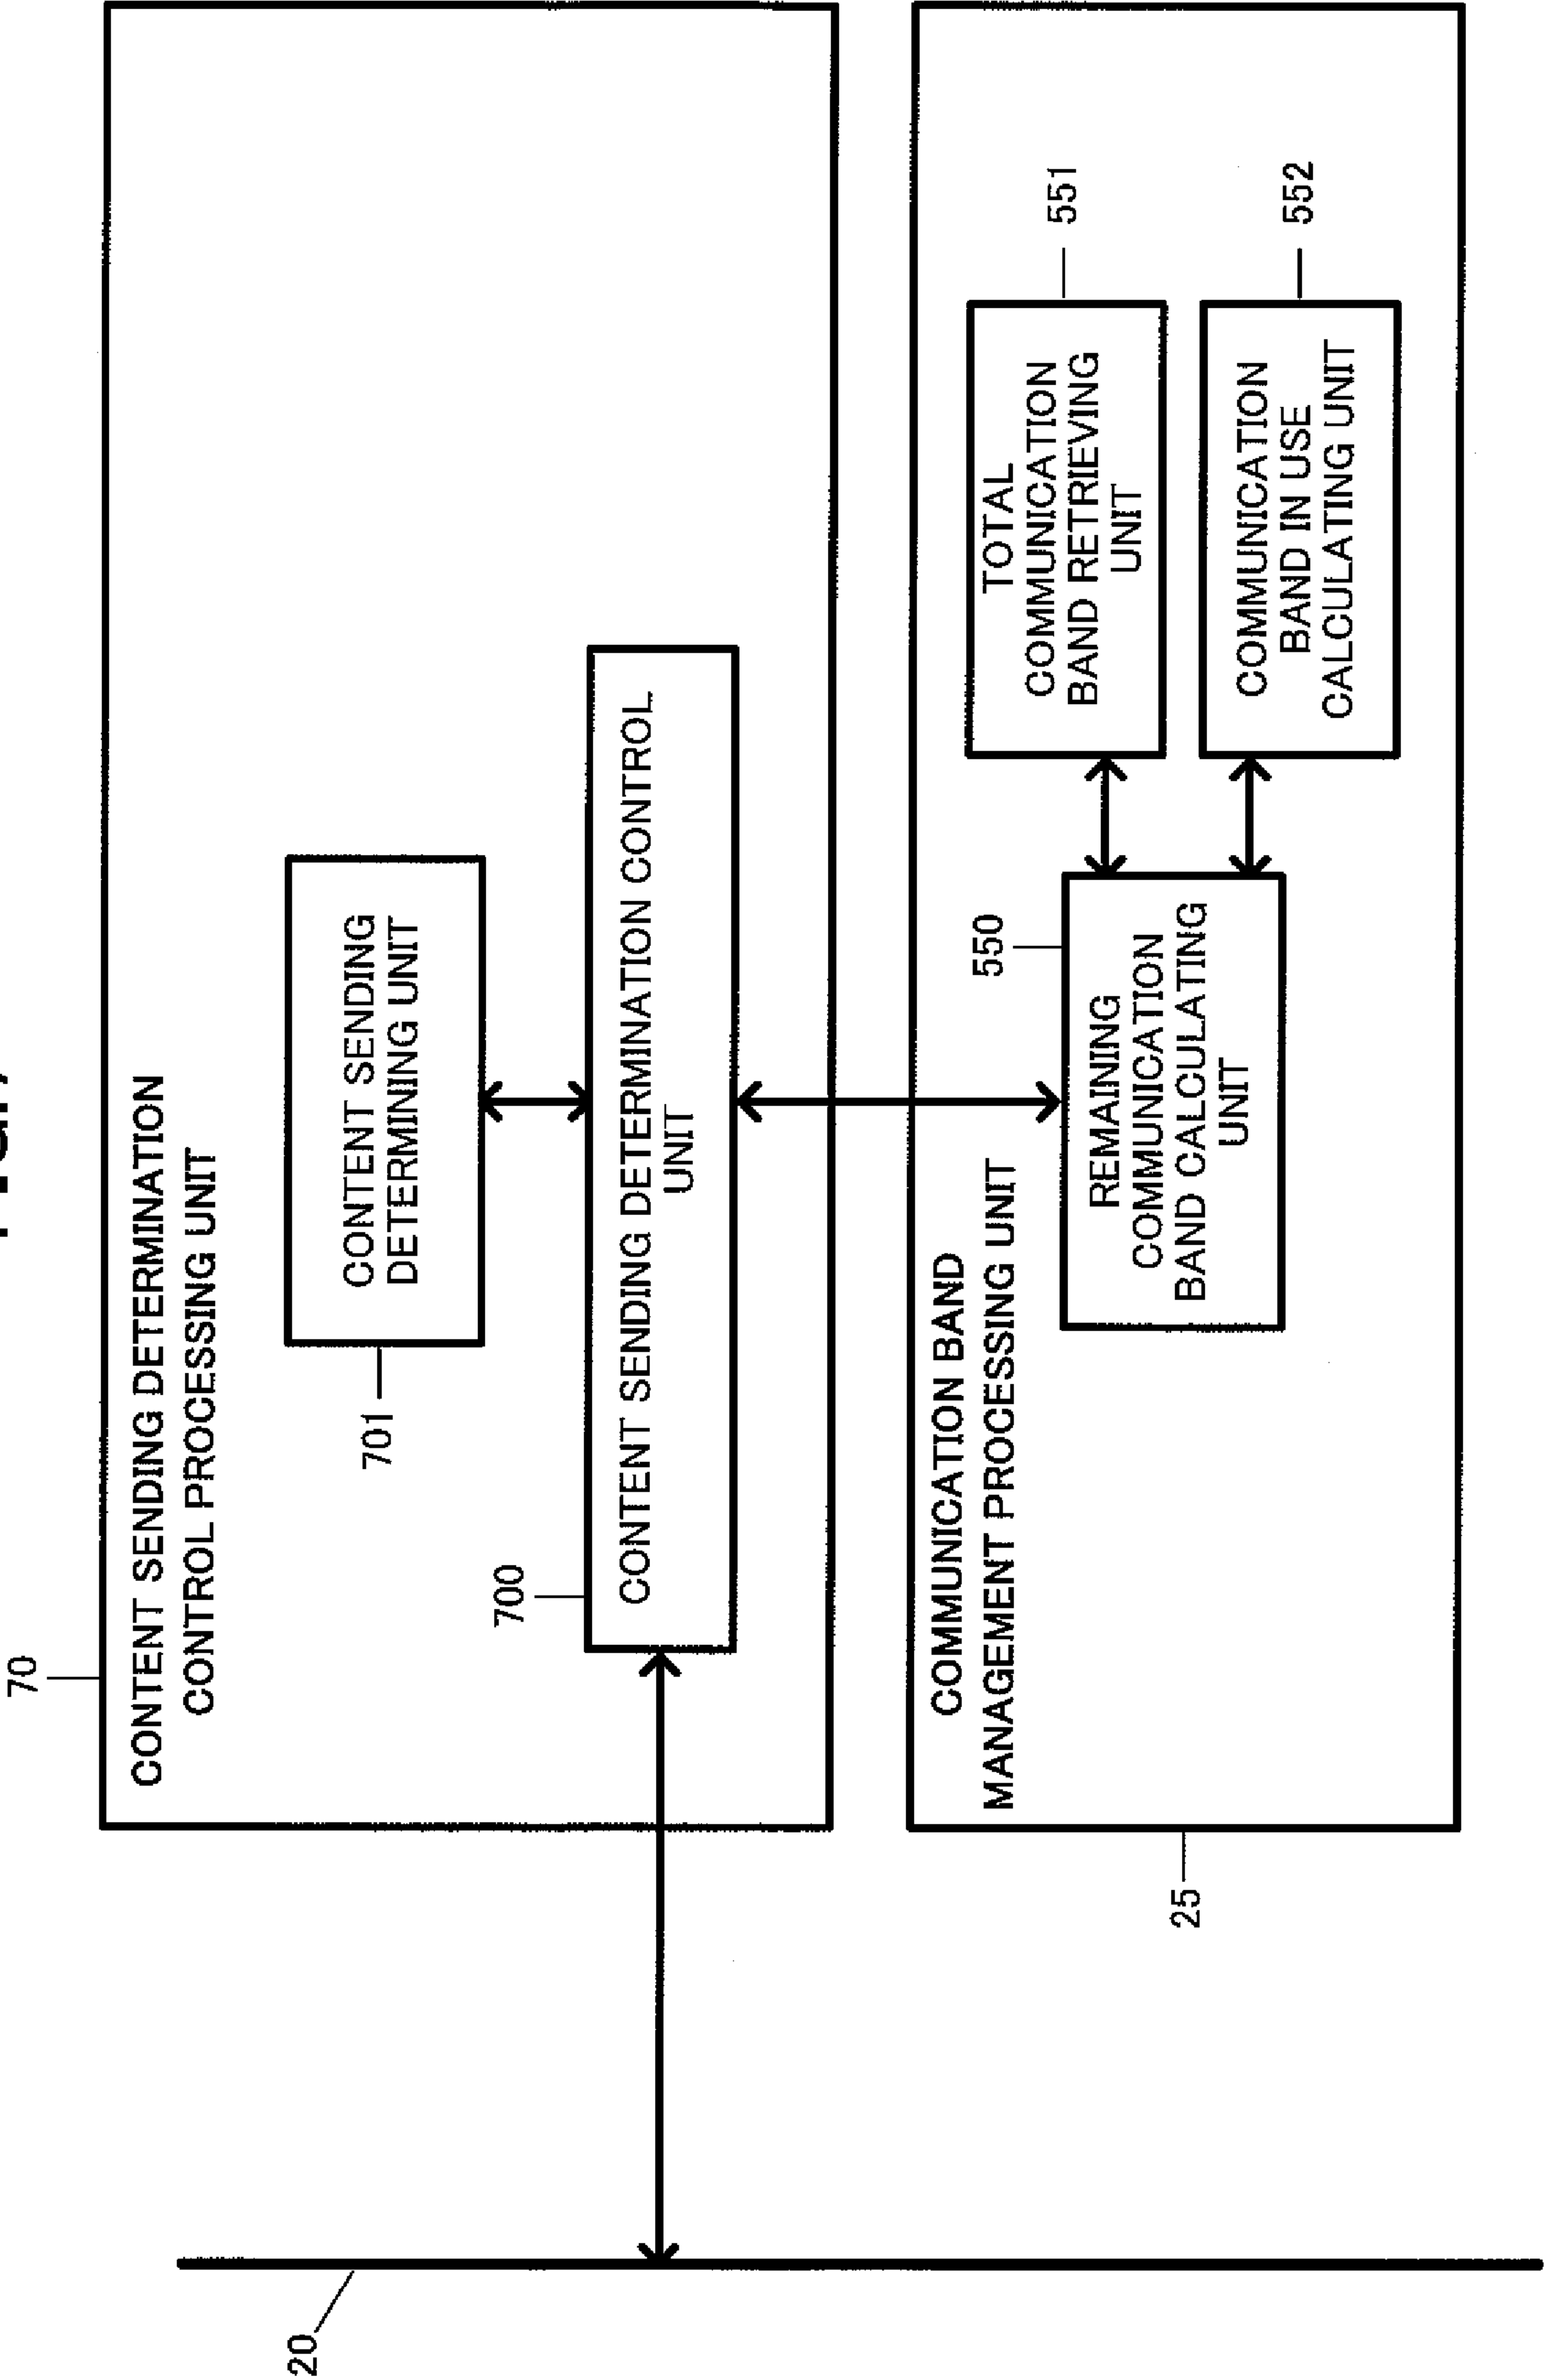 70
CONTENT SENDING DETERMINATION
CONTROL PROCESSING UNIT
701
CONTENT SENDING
DETERMINING UNIT
700
CONTENT SENDING DETERMINATION CONTROL
UNIT
20
COMMUNICATION BAND
MANAGEMENT PROCESSING UNIT
25
550
REMAINING
COMMUNICATION
BAND CALCULATING
UNIT
TOTAL
COMMUNICATION
BAND RETRIEVING
UNIT
551
COMMUNICATION
BAND IN USE
CALCULATING UNIT
552